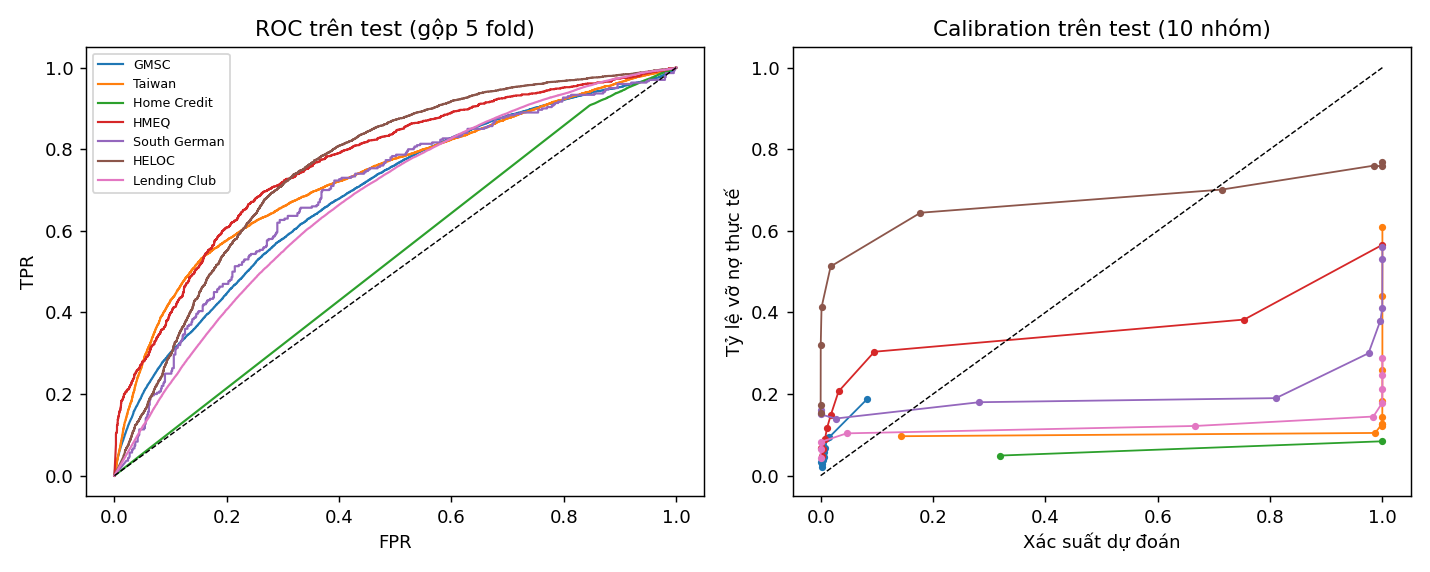 ROC trên test (gộp 5 fold)
GMSC
Taiwan
Home Credit
HMEQ
South German
HELOC
Lending Club
TPR
1.0
0.8
0.6
0.4
0.2
0.0
0.0 0.2 0.4 0.6 0.8 1.0
FPR
Calibration trên test (10 nhóm)
Tỷ lệ vỡ nợ thực tế
1.0
0.8
0.6
0.4
0.2
0.0
0.0 0.2 0.4 0.6 0.8 1.0
Xác suất dự đoán